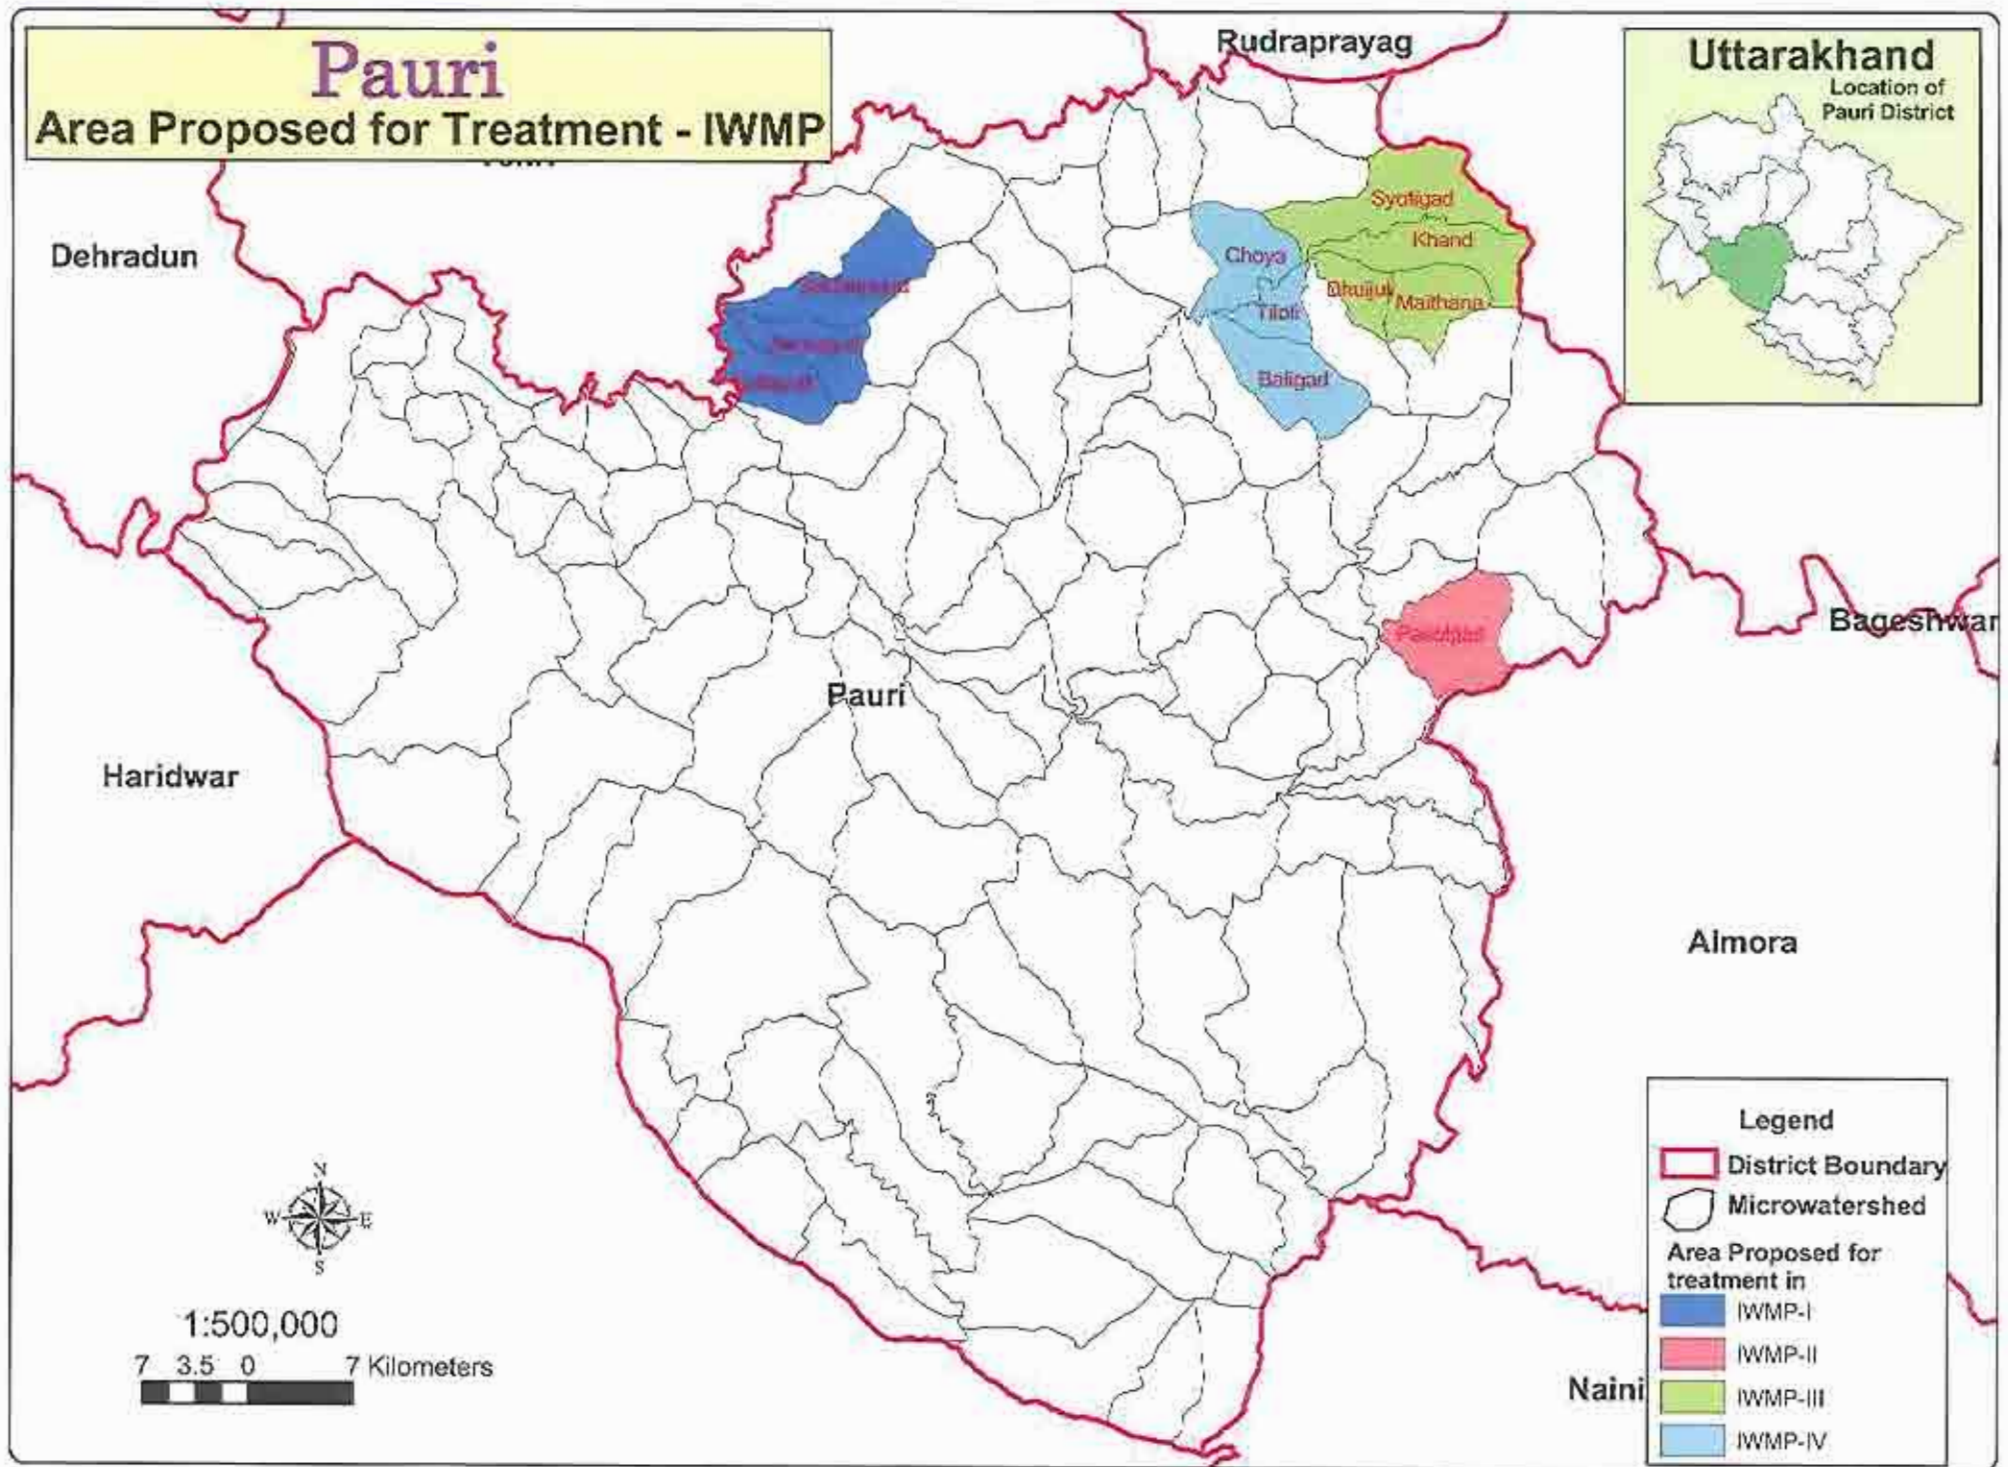 Pauri
Area Proposed for Treatment - IWMP
Rudraprayag
Uttarakhand
Location of
Pauri District
Dehradun
Khand
Choya
Maithana
Tiloli
Baligad
Bageshwar
Pauri
Haridwar
Almora
N
W E
S
1:500,000
7 3.5 0 7 Kilometers
Naini
Legend
District Boundary
Microwatershed
Area Proposed for
treatment in
IWMP-I
IWMP-II
IWMP-III
IWMP-IV